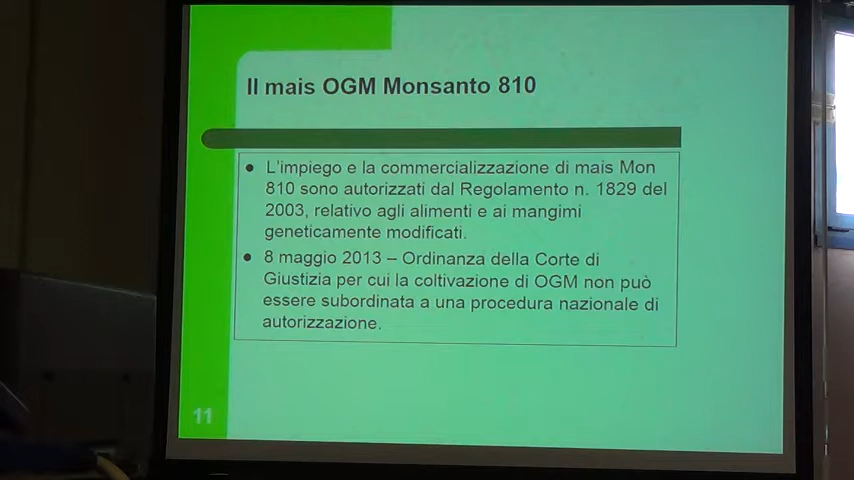 Il mais OGM Monsanto 810
L'impiego e la commercializzazione di mais Mon
810 sono autorizzati dal Regolamento n. 1829 del
2003, relativo agli alimenti e ai mangimi
geneticamente modificati.
8 maggio 2013 – Ordinanza della Corte di
Giustizia per cui la coltivazione di OGM non può
essere subordinata a una procedura nazionale di
autorizzazione.
11